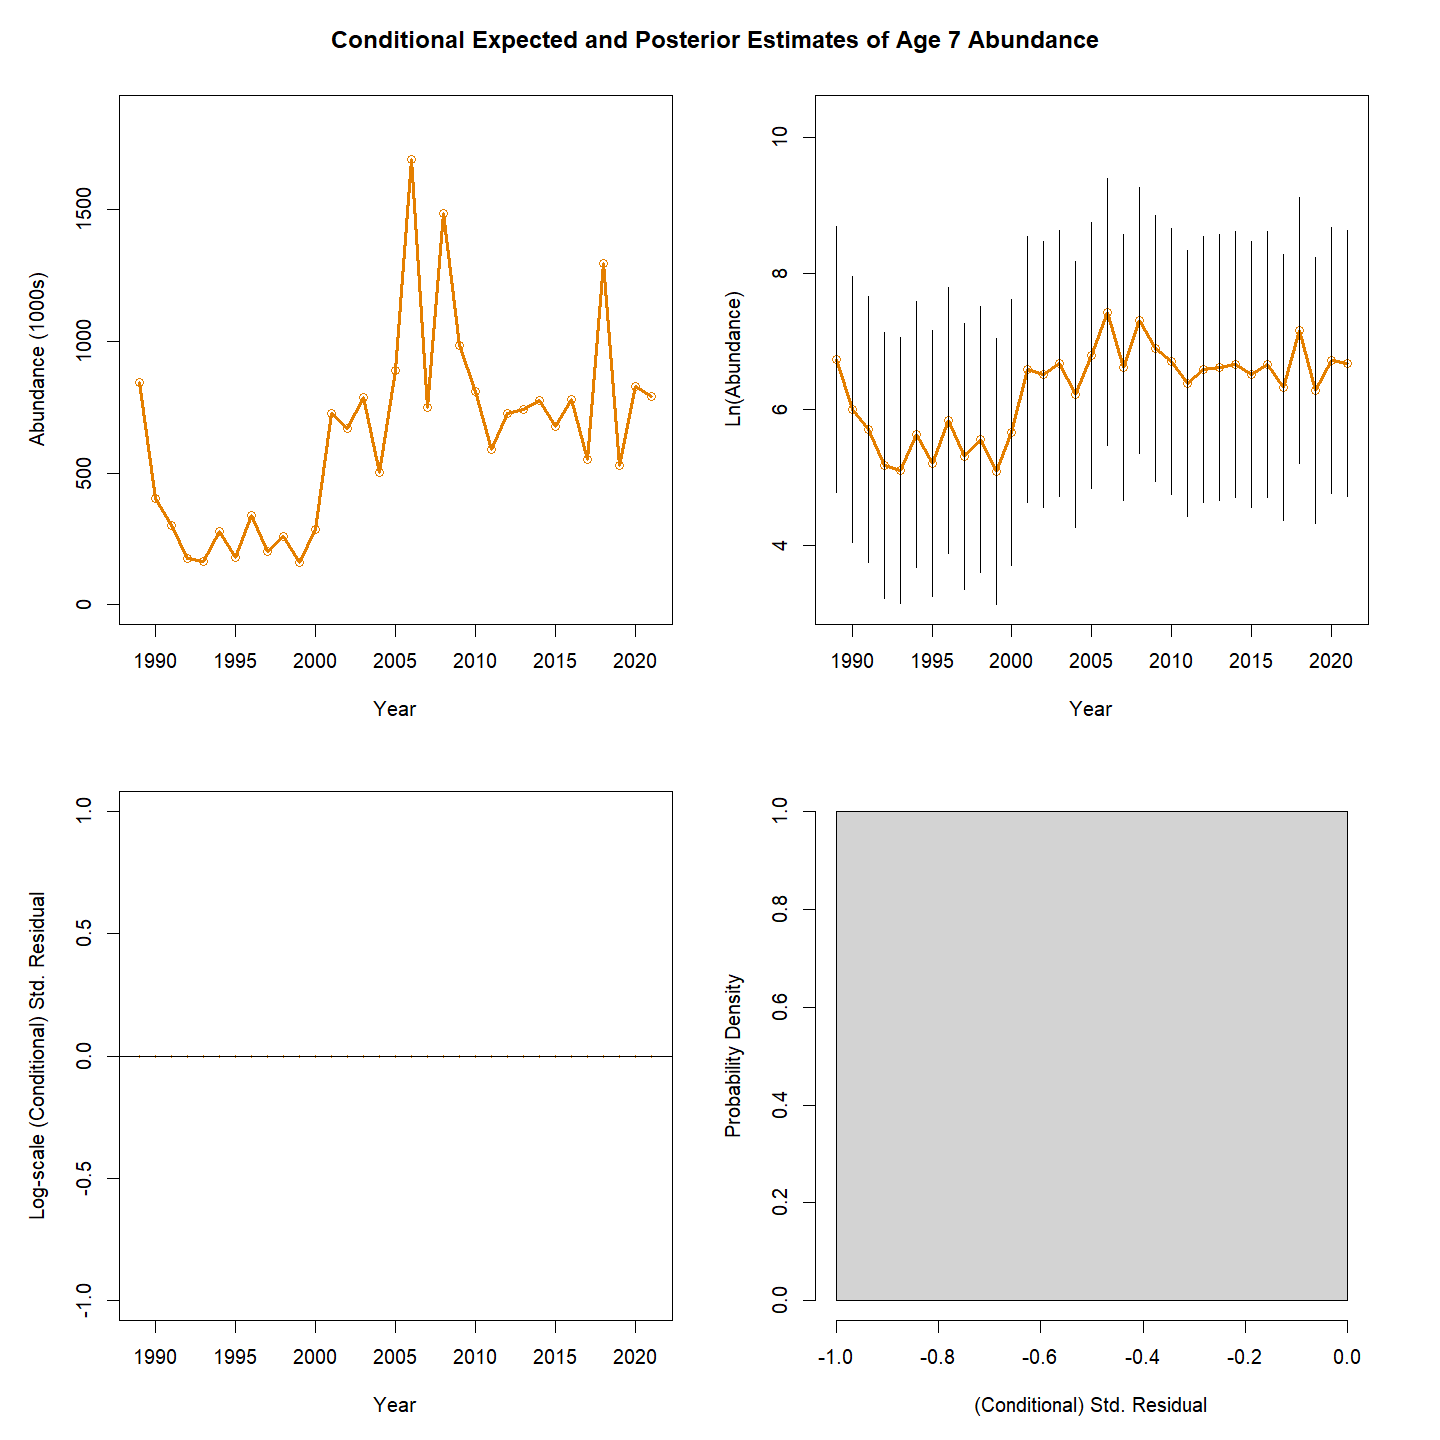 Conditional Expected and Posterior Estimates of Age 7 Abundance
Abundance (1000s)
1500
1000
500
0
1990 1995 2000 2005 2010 2015 2020
Year
Ln(Abundance)
10
8
6
4
1990 1995 2000 2005 2010 2015 2020
Year
Log-scale (Conditional) Std. Residual
1.0
0.5
0.0
-0.5
-1.0
1990 1995 2000 2005 2010 2015 2020
Year
Probability Density
1.0
0.8
0.6
0.4
0.2
0.0
-1.0 -0.8 -0.6 -0.4 -0.2 0.0
(Conditional) Std. Residual